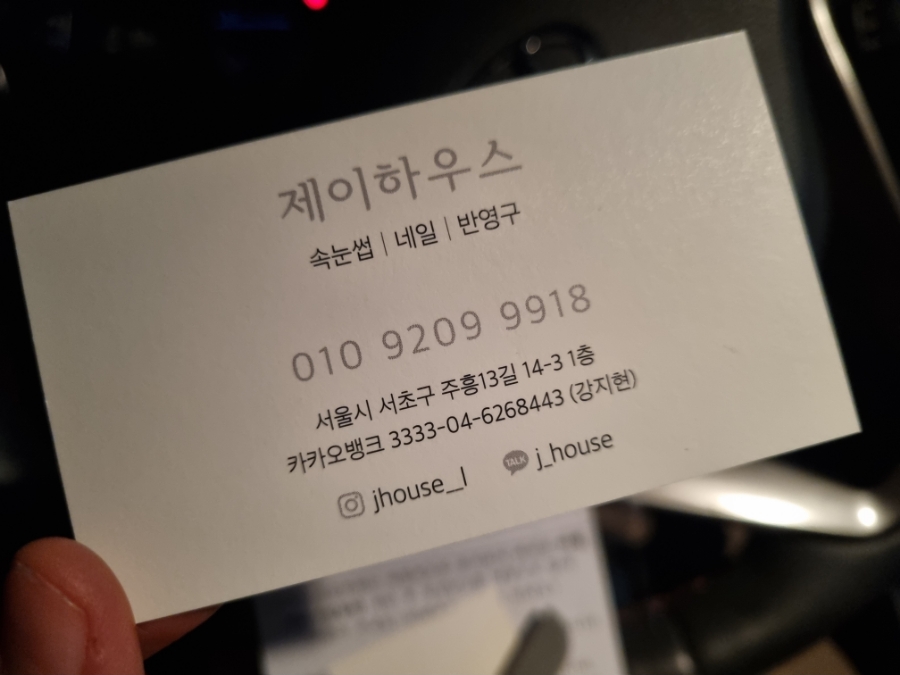 제이하우스
속눈썹 | 네일 | 반영구
010 9209 9918
서울시 서초구 주흥13길 14-3 1층
카카오뱅크 3333-04-6268443 (강지현)
jhouse__l TALK j_house